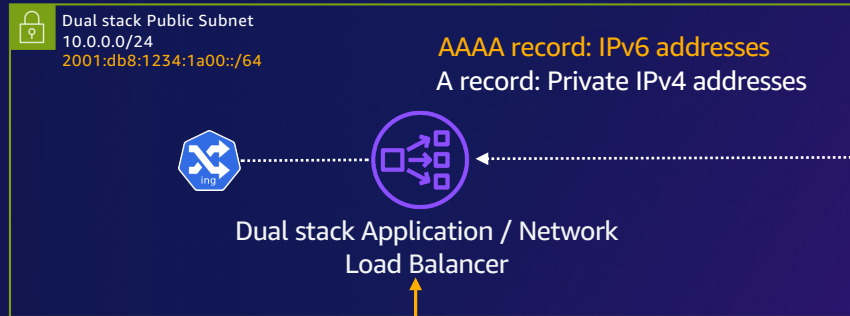 Dual stack Public Subnet
10.0.0.0/24
2001:db8:1234:1a00::/64
AAAA record: IPv6 addresses
A record: Private IPv4 addresses
ing
Dual stack Application / Network
Load Balancer